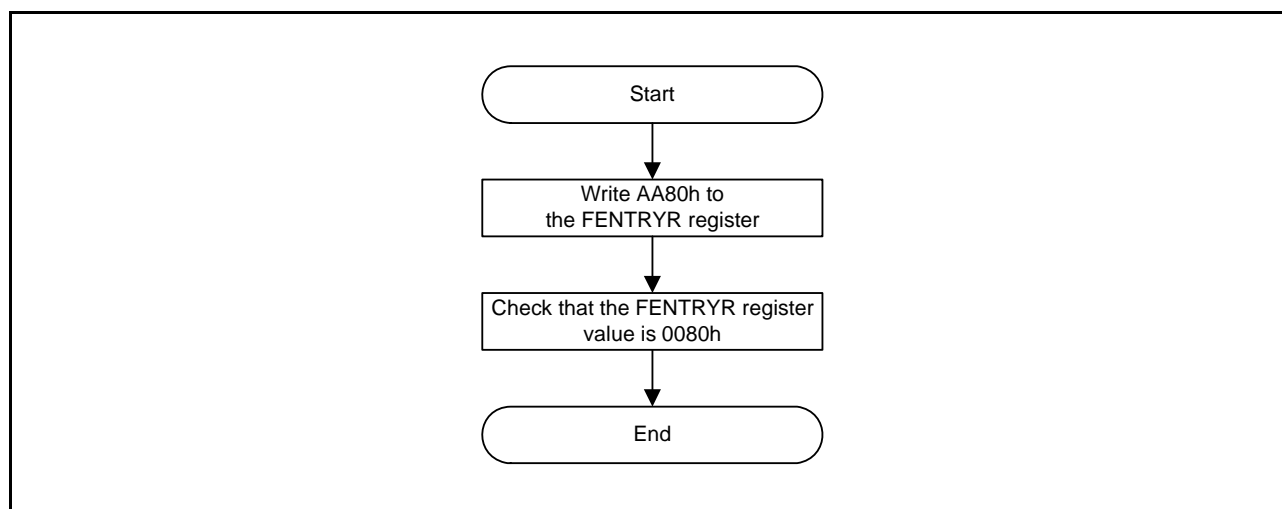 Start
Write AA80h to
the FENTRYR register
Check that the FENTRYR register
value is 0080h
End